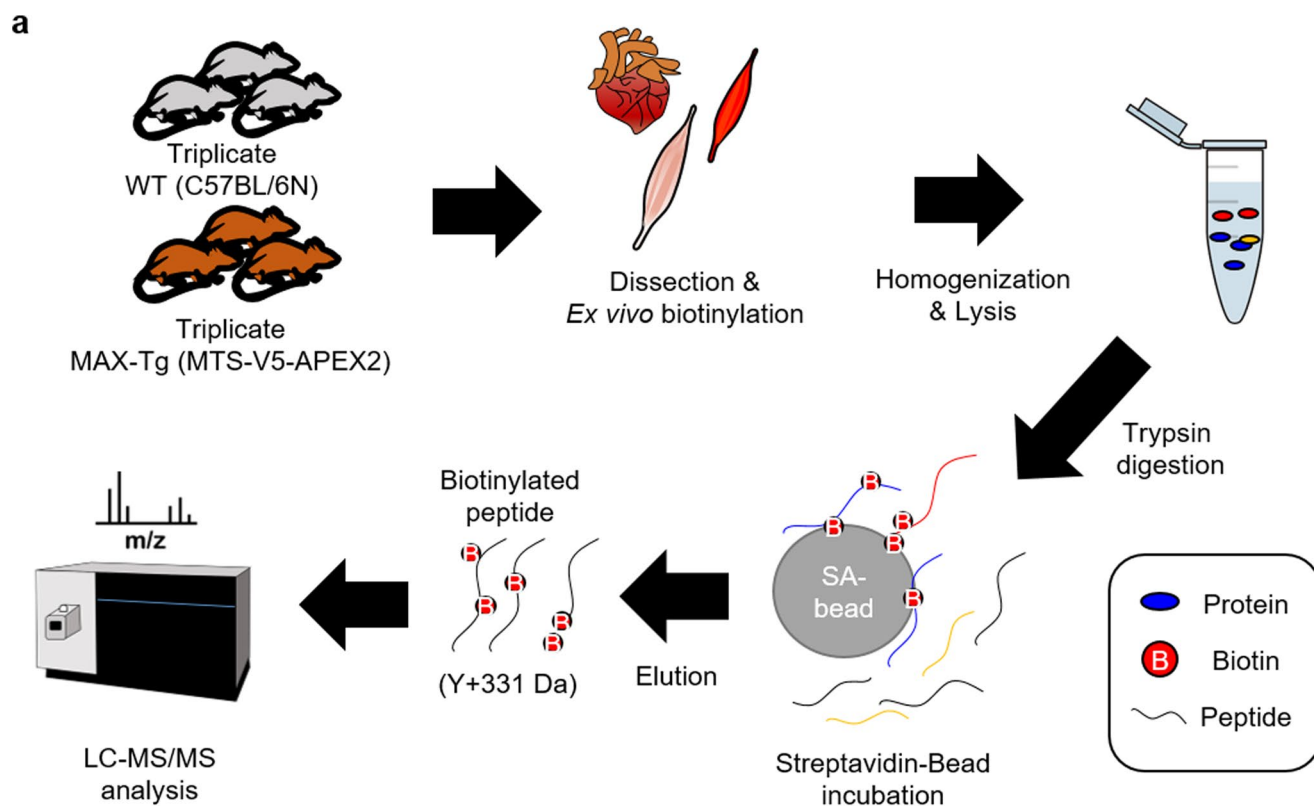 a
Triplicate
WT (C57BL/6N)
Triplicate
MAX-Tg (MTS-V5-APEX2)
Dissection &
Ex vivo biotinylation
Homogenization
& Lysis
Trypsin
digestion
B
B
B
B
B
SA-
bead
Streptavidin-Bead
incubation
Elution
Biotinylated
peptide
B
B
B
B
B
(Y+331 Da)
m/z
LC-MS/MS
analysis
Protein
B Biotin
Peptide